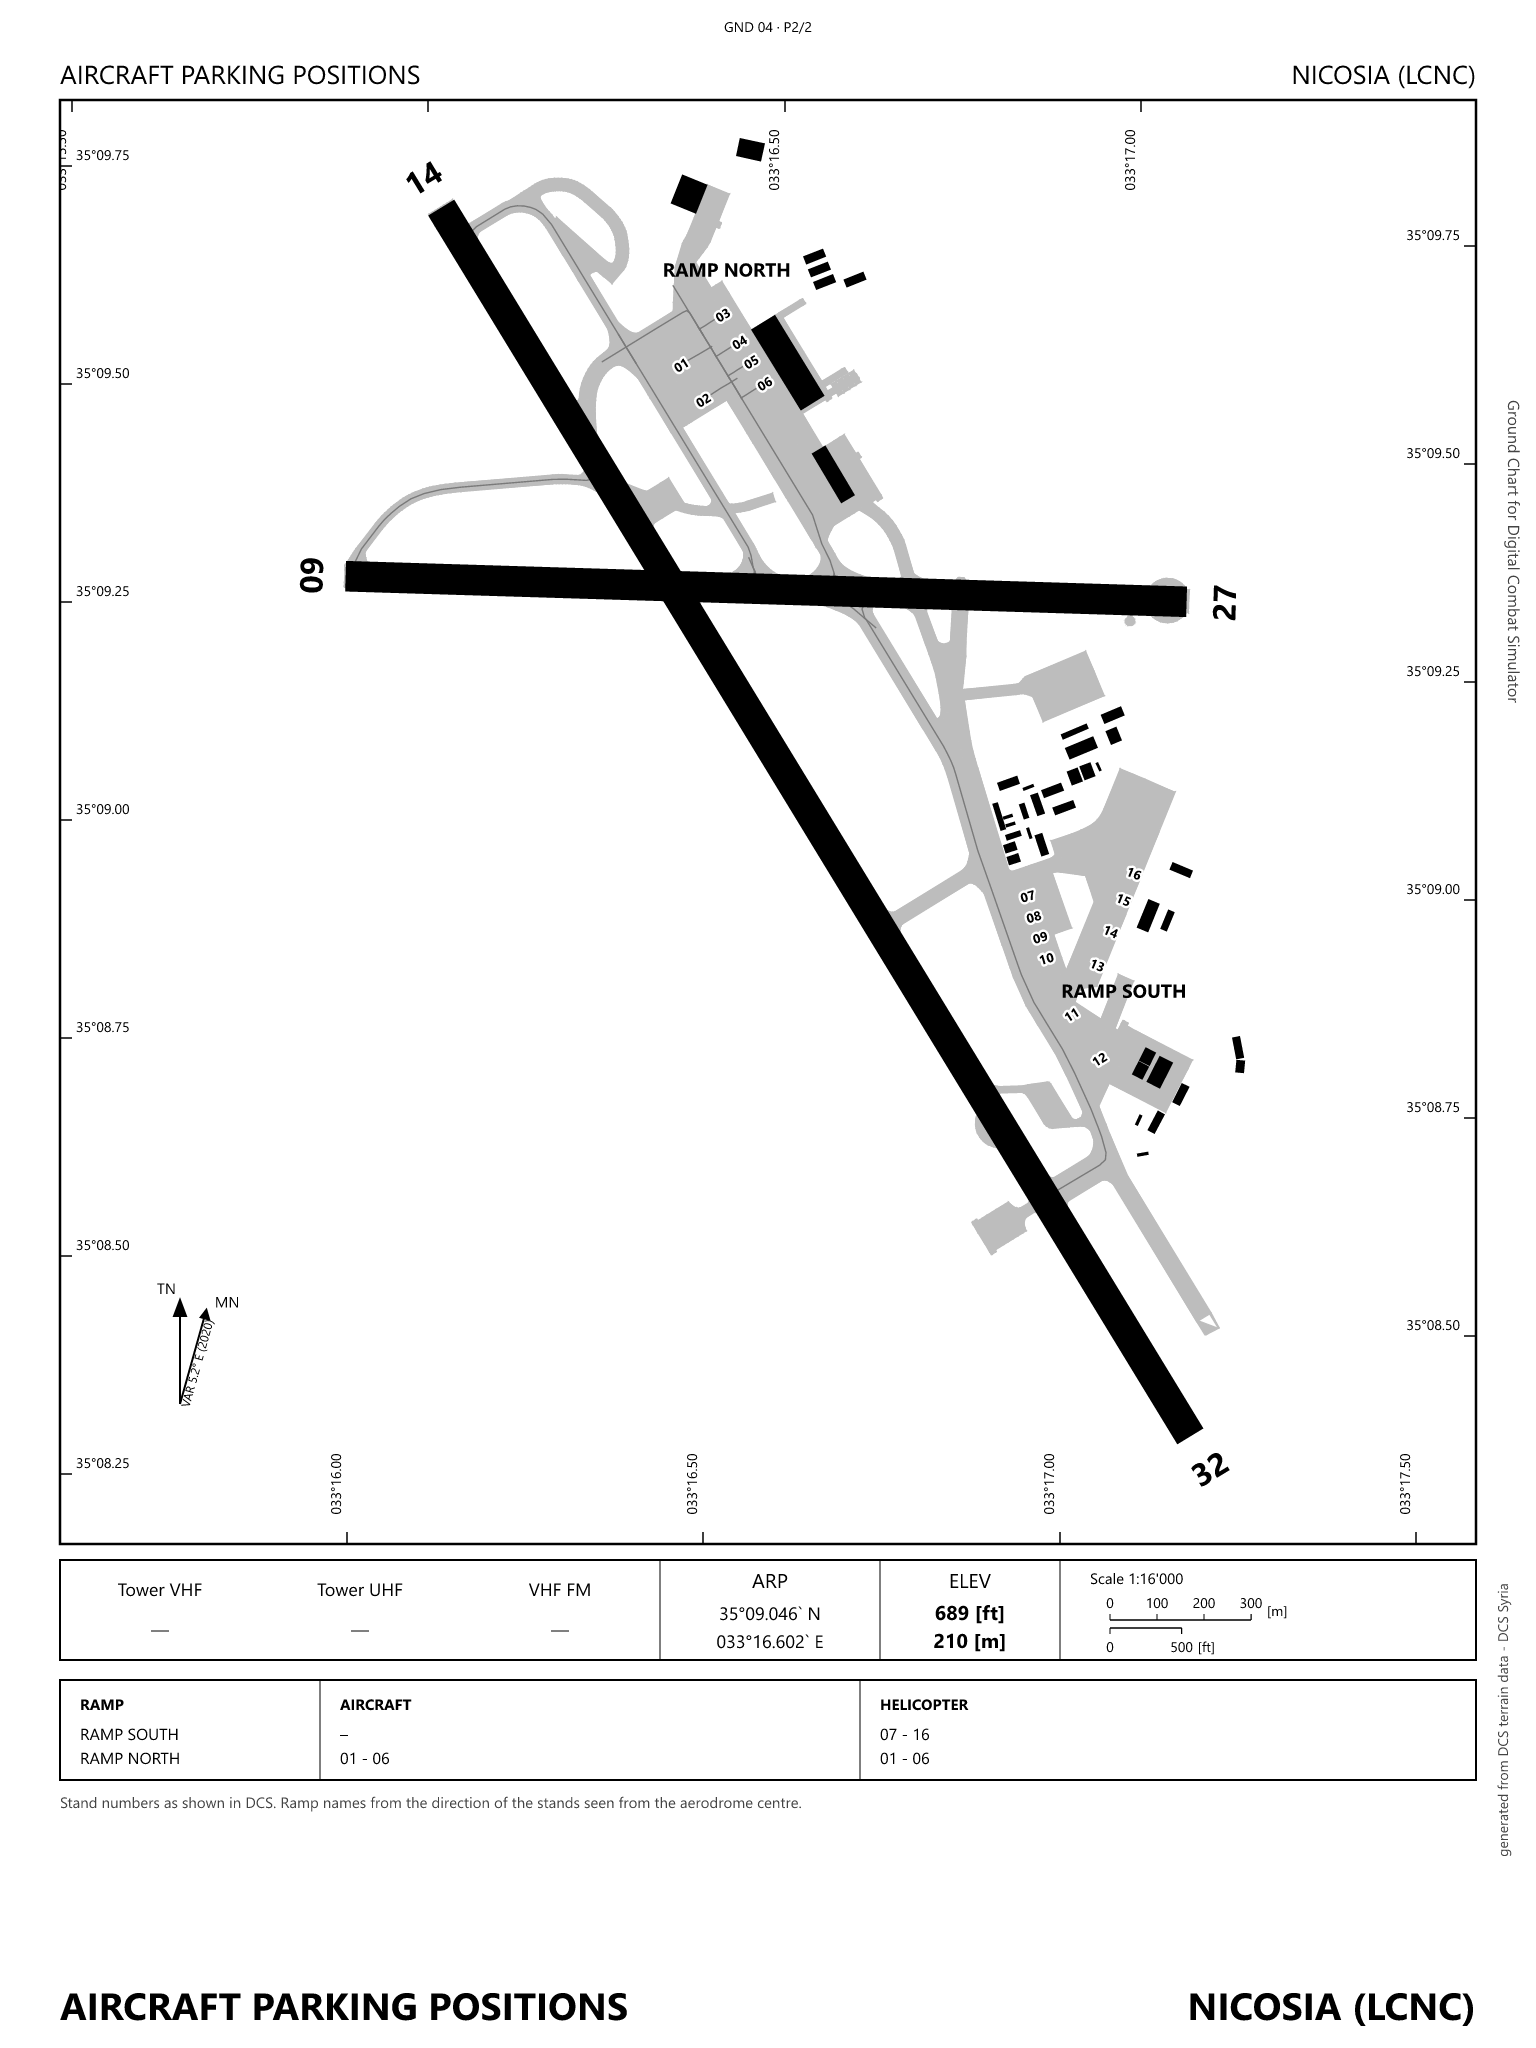 GND 04 · P2/2
AIRCRAFT PARKING POSITIONS
NICOSIA (LCNC)
033°16.50
033°17.00
35°09.75
14
35°09.75
RAMP NORTH
03
04
01
05
35°09.50
06
02
35°09.50
Ground Chart for Digital Combat Simulator
09
27
35°09.25
35°09.25
35°09.00
16
07
15
35°09.00
08
14
09
10
13
RAMP SOUTH
11
35°08.75
12
35°08.75
35°08.50
TN
MN
VAR 5.2° E (2020)
35°08.50
35°08.25
32
033°16.00
033°16.50
033°17.00
033°17.50
Tower VHF
—
Tower UHF
—
VHF FM
—
ARP
35°09.046` N
033°16.602` E
ELEV
689 [ft]
210 [m]
Scale 1:16'000
0 100 200 300 [m]
0 500 [ft]
generated from DCS terrain data - DCS Syria
RAMP AIRCRAFT HELICOPTER
RAMP SOUTH – 07 - 16
RAMP NORTH 01 - 06 01 - 06
Stand numbers as shown in DCS. Ramp names from the direction of the stands seen from the aerodrome centre.
AIRCRAFT PARKING POSITIONS
NICOSIA (LCNC)